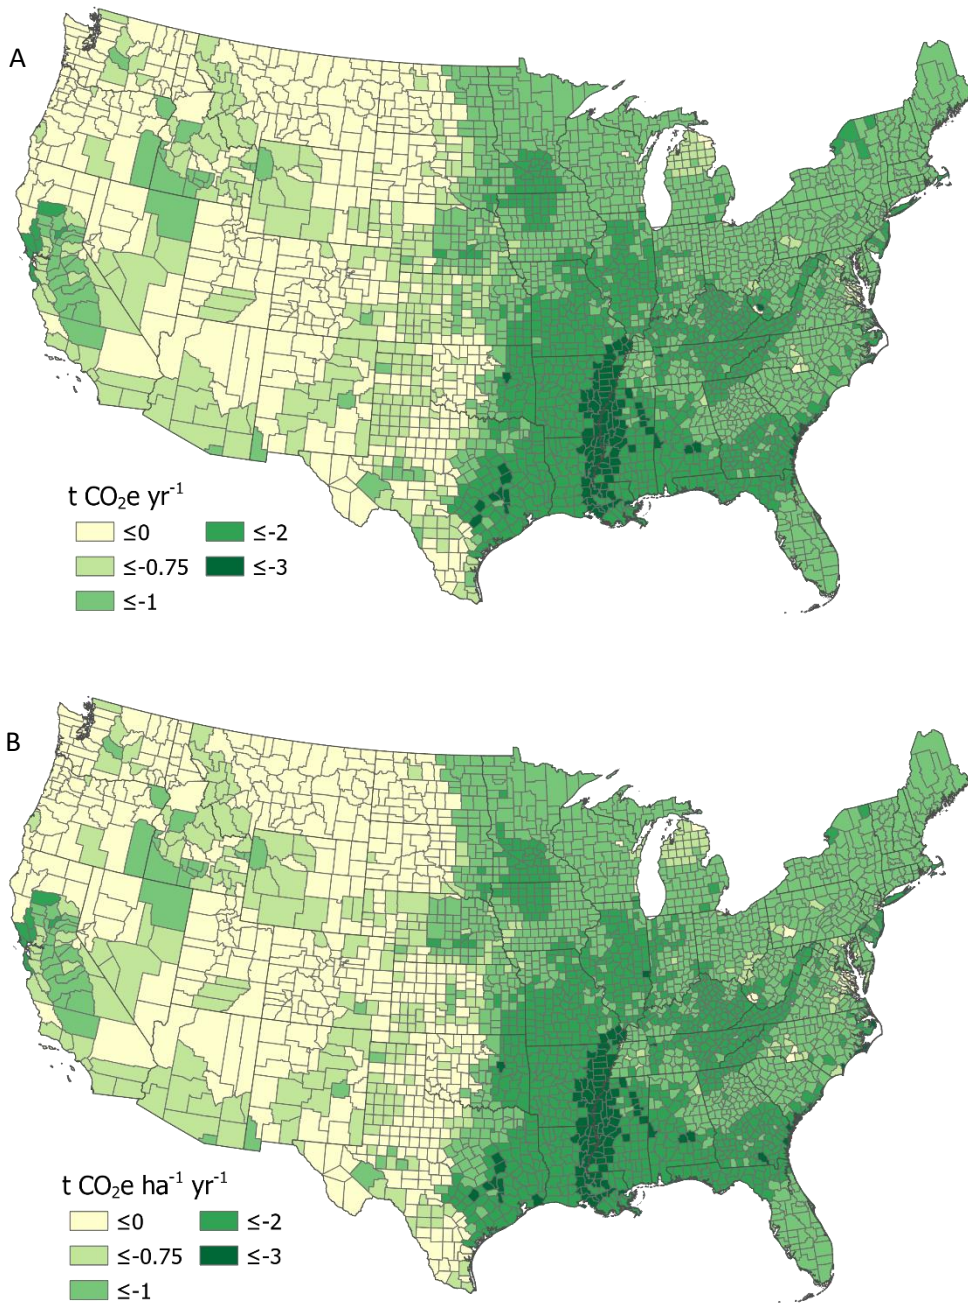 A
t CO₂e yr⁻¹
≤0 ≤-2
≤-0.75 ≤-3
≤-1
B
t CO₂e ha⁻¹ yr⁻¹
≤0 ≤-2
≤-0.75 ≤-3
≤-1